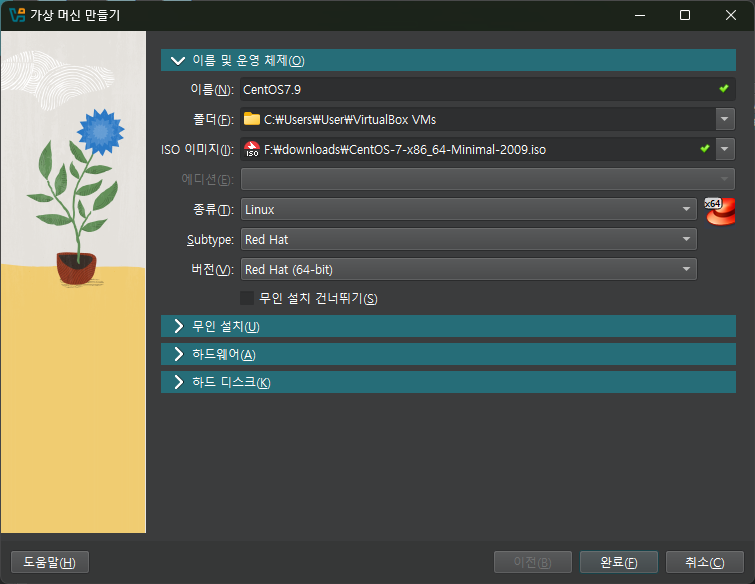 가상 머신 만들기
이름 및 운영 체제(O)
이름(N): CentOS7.9
폴더(F): C:₩Users₩User₩VirtualBox VMs
ISO 이미지(I): ISO F:₩downloads₩CentOS-7-x86_64-Minimal-2009.iso
에디션(E):
종류(T): Linux x64
Subtype: Red Hat
버전(V): Red Hat (64-bit)
무인 설치 건너뛰기(S)
무인 설치(U)
하드웨어(A)
하드 디스크(K)
도움말(H) 이전(B) 완료(F) 취소(C)